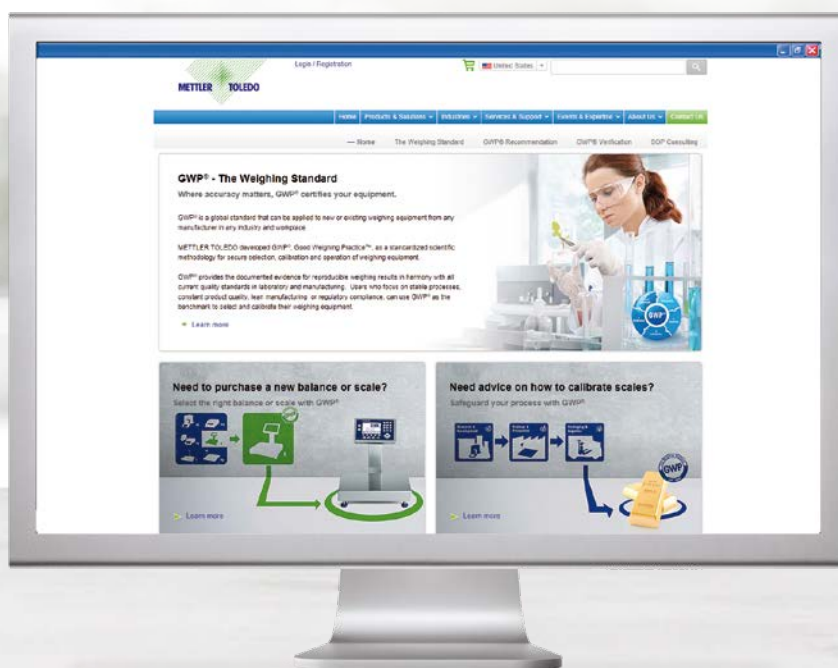 Login / Registration
United States
METTLER TOLEDO
Home Products & Solutions Industries Services & Support Events & Expertise About Us Contact Us
— Home The Weighing Standard GWP® Recommendation GWP® Verification GWP Consulting
GWP® - The Weighing Standard
Where accuracy matters, GWP® certifies your equipment.
GWP® is a global standard that can be applied to new or existing weighing equipment from any
manufacturer in any industry and workplace
METTLER TOLEDO developed GWP®, Good Weighing Practice™, as a standardized scientific
methodology for secure selection, calibration and operation of weighing equipment.
GWP® provides the documented evidence for reproducible weighing results in harmony with all
current quality standards in laboratory and manufacturing. Users who focus on stable processes,
constant product quality, lean manufacturing or regulatory compliance, can use GWP® as the
benchmark to select and calibrate their weighing equipment.
Learn more
GWP®
Need to purchase a new balance or scale?
Select the right balance or scale with GWP®
Learn more
Need advice on how to calibrate scales?
Safeguard your process with GWP®
GWP
Learn more